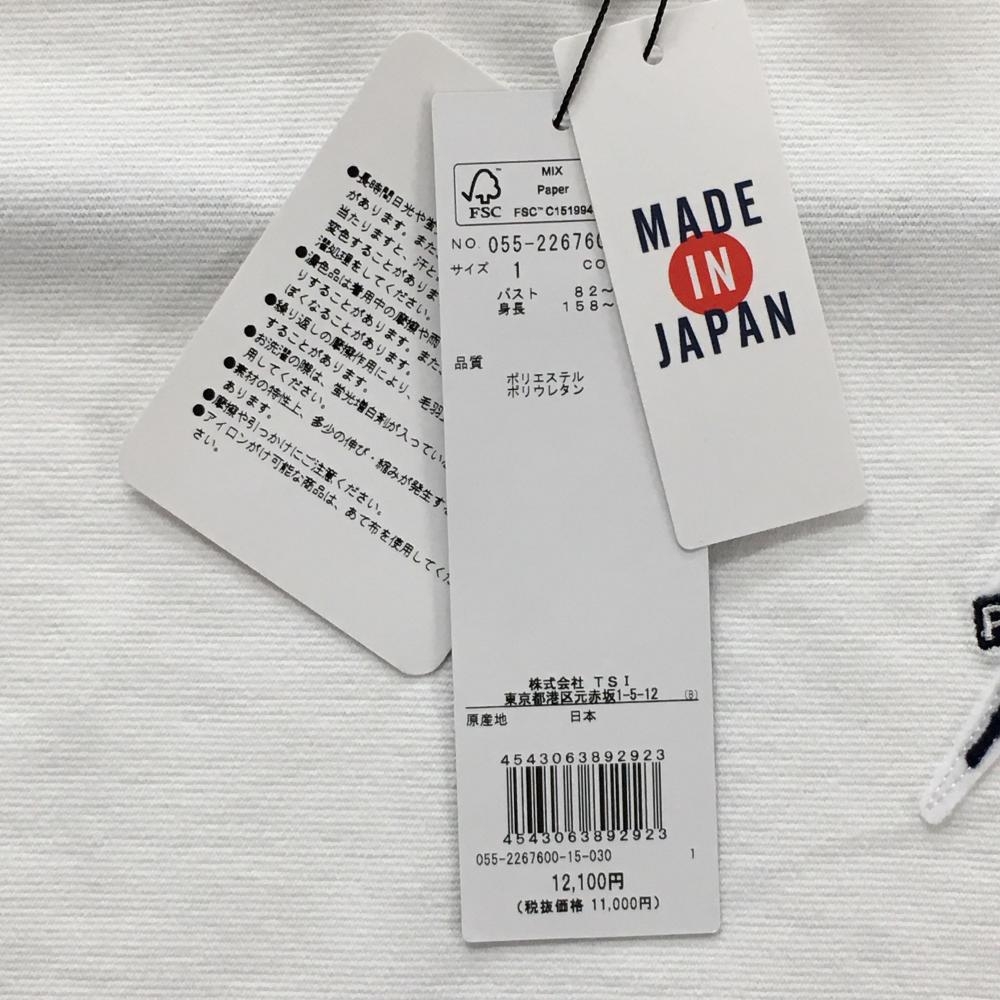 ●長時間日光や蛍
があります。また
当たりますと、汗と
変色することがありま
濯処理をしてください。
●濃色品は着用中の摩擦や雨
りすることがあります。また、
ぽくなることがあります。
●繰り返しの摩擦作用により、毛羽
することがあります。
●お洗濯の際は、蛍光増白剤が入ってい
用してください。
●素材の特性上、多少の伸び・縮みが発生する
あります。
●摩擦や引っかけにご注意ください。
●アイロンがけ可能な商品は、あて布を使用してくだ
さい。
MIX
Paper
FSC
FSC™ C151994
NO. 055-226760
サイズ 1 CO
バスト 82〜
身長 158〜
品質
ポリエステル
ポリウレタン
株式会社 TSI
東京都港区元赤坂1-5-12 (B)
原産地 日本
4543063892923
4543063892923
055-2267600-15-030 1
12,100円
(税抜価格 11,000円)
MADE
IN
JAPAN
P